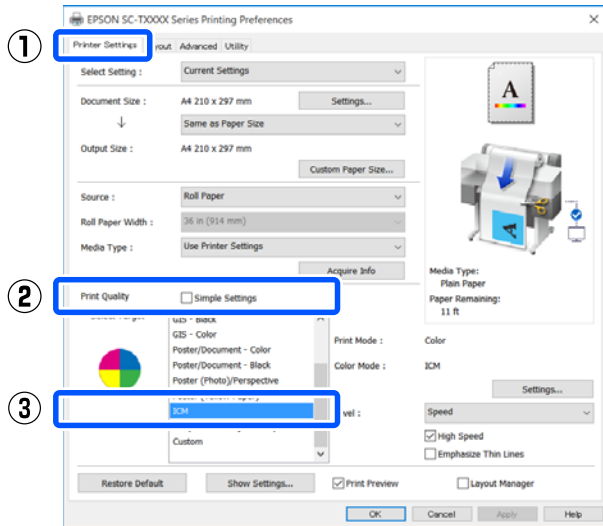 EPSON SC-TXXXX Series Printing Preferences
①
Printer Settings yout Advanced Utility
Select Setting : Current Settings
Document Size : A4 210 x 297 mm Settings...
Same as Paper Size
Output Size : A4 210 x 297 mm
Custom Paper Size...
Source : Roll Paper
Roll Paper Width : 36 in (914 mm)
Media Type : Use Printer Settings
Acquire Info
A
A
Media Type:
Plain Paper
Paper Remaining:
11 ft
②
Print Quality Simple Settings
GIS - Black
GIS - Color
Poster/Document - Color
Poster/Document - Black
Poster (Photo)/Perspective
③
ICM
Custom
Print Mode : Color
Color Mode : ICM
Settings...
vel : Speed
High Speed
Emphasize Thin Lines
Restore Default Show Settings... Print Preview Layout Manager
OK Cancel Apply Help